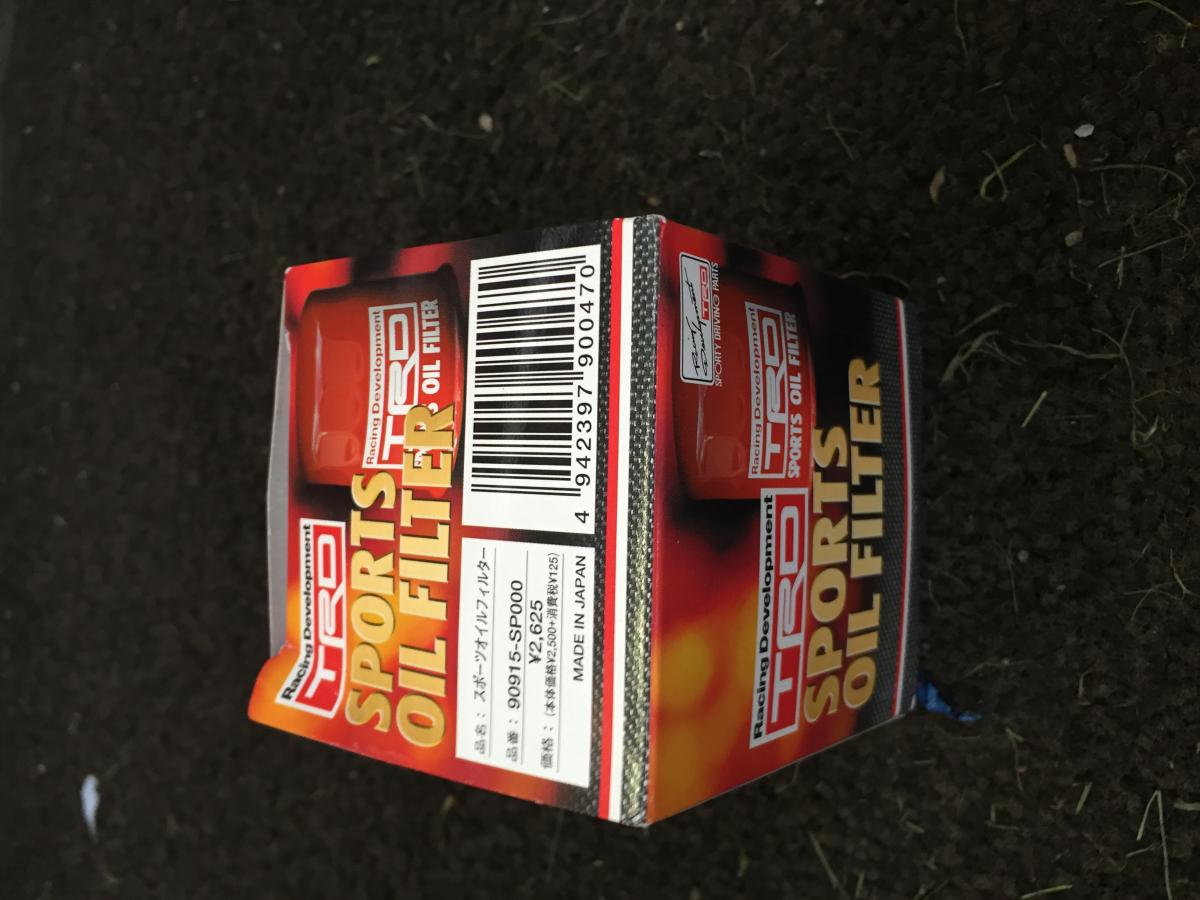 Racing Development
TRD
SPORTS
OIL FILTER
Racing Development
TRD
OIL FILTER
4 942397 900470
品名： スポーツオイルフィルター
品番： 90915-SP000
価格： ¥2,625
(本体価格¥2,500+消費税¥125)
MADE IN JAPAN
Racing Development
TRD
SPORTY DRIVING PARTS
Racing Development
TRD
SPORTS OIL FILTER
Racing Development
TRD
SPORTS
OIL FILTER